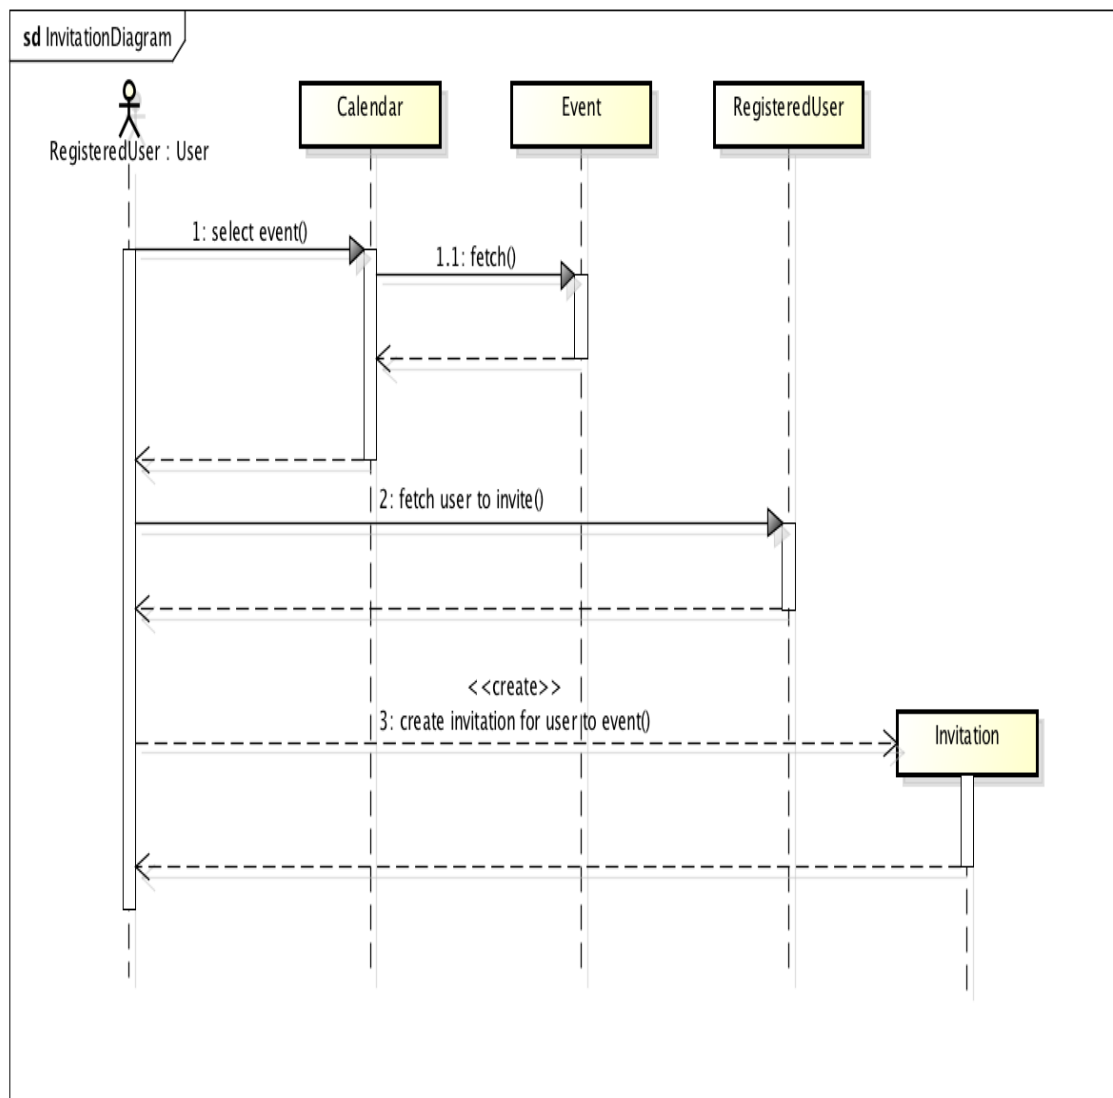 sd InvitationDiagram
Calendar
Event
RegisteredUser
RegisteredUser : User
1: select event()
1.1: fetch()
2: fetch user to invite()
<<create>>
3: create invitation for user to event()
Invitation